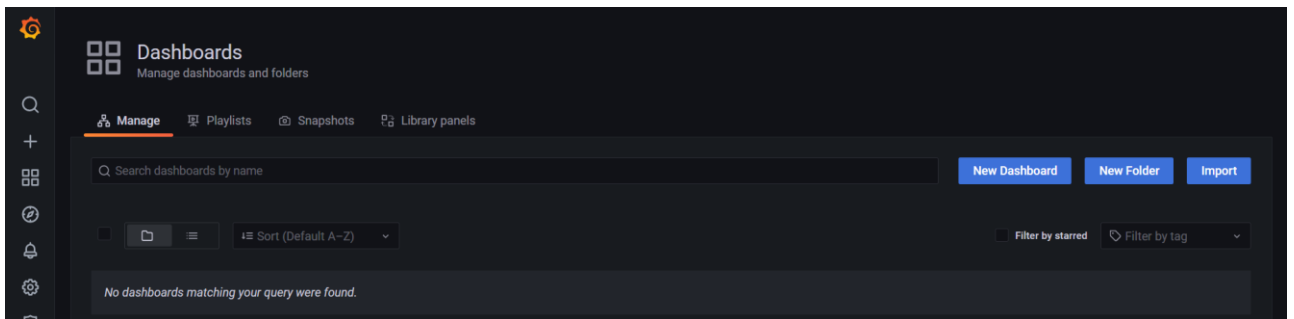 Dashboards
Manage dashboards and folders
Manage Playlists Snapshots Library panels
Search dashboards by name New Dashboard New Folder Import
Sort (Default A–Z) Filter by starred Filter by tag
No dashboards matching your query were found.